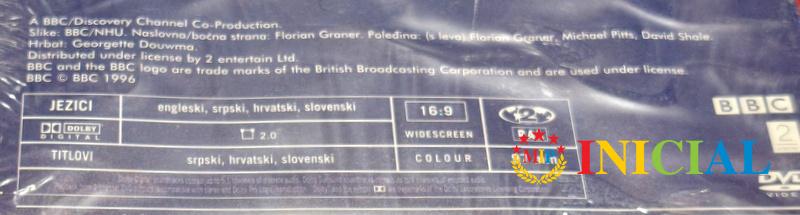 A BBC/Discovery Channel Co-Production.
Slike: BBC/NHU. Naslovna/bočna strana: Florian Graner. Poleđina: (s leva) Florian Graner, Michael Pitts, David Shale.
Hrbat: Georgette Douwma.
Distributed under license by 2 entertain Ltd.
BBC and the BBC logo are trade marks of the British Broadcasting Corporation and are used under license.
BBC © BBC 1996
JEZICI engleski, srpski, hrvatski, slovenski 16:9 2
DOLBY DIGITAL 2.0 WIDESCREEN
TITLOVI srpski, hrvatski, slovenski COLOUR
BBC
2
DVD VIDEO
INICIAL